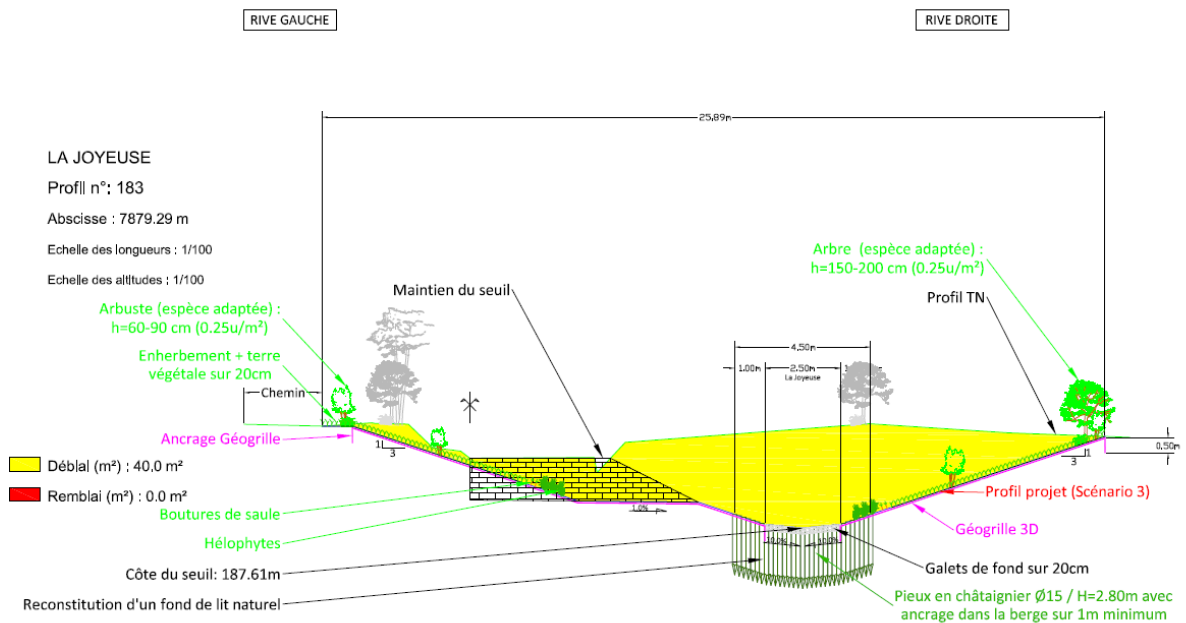 RIVE GAUCHE
RIVE DROITE
25,89m
LA JOYEUSE
Profil n°: 183
Abscisse : 7879.29 m
Echelle des longueurs : 1/100
Echelle des altitudes : 1/100
Arbre (espèce adaptée) :
h=150-200 cm (0.25u/m²)
Maintien du seuil
Profil TN
Arbuste (espèce adaptée) :
h=60-90 cm (0.25u/m²)
4,50m
Enherbement + terre
végétale sur 20cm
1.00m
2.50m
La Joyeuse
Chemin
Ancrage Géogrille
1
3
1
3
0,50m
Déblai (m²) : 40.0 m²
Remblai (m²) : 0.0 m²
Profil projet (Scénario 3)
Boutures de saule
1.0%
Géogrille 3D
Hélophytes
10.0%
10.0%
Côte du seuil: 187.61m
Galets de fond sur 20cm
Reconstitution d'un fond de lit naturel
Pieux en châtaignier Ø15 / H=2.80m avec
ancrage dans la berge sur 1m minimum